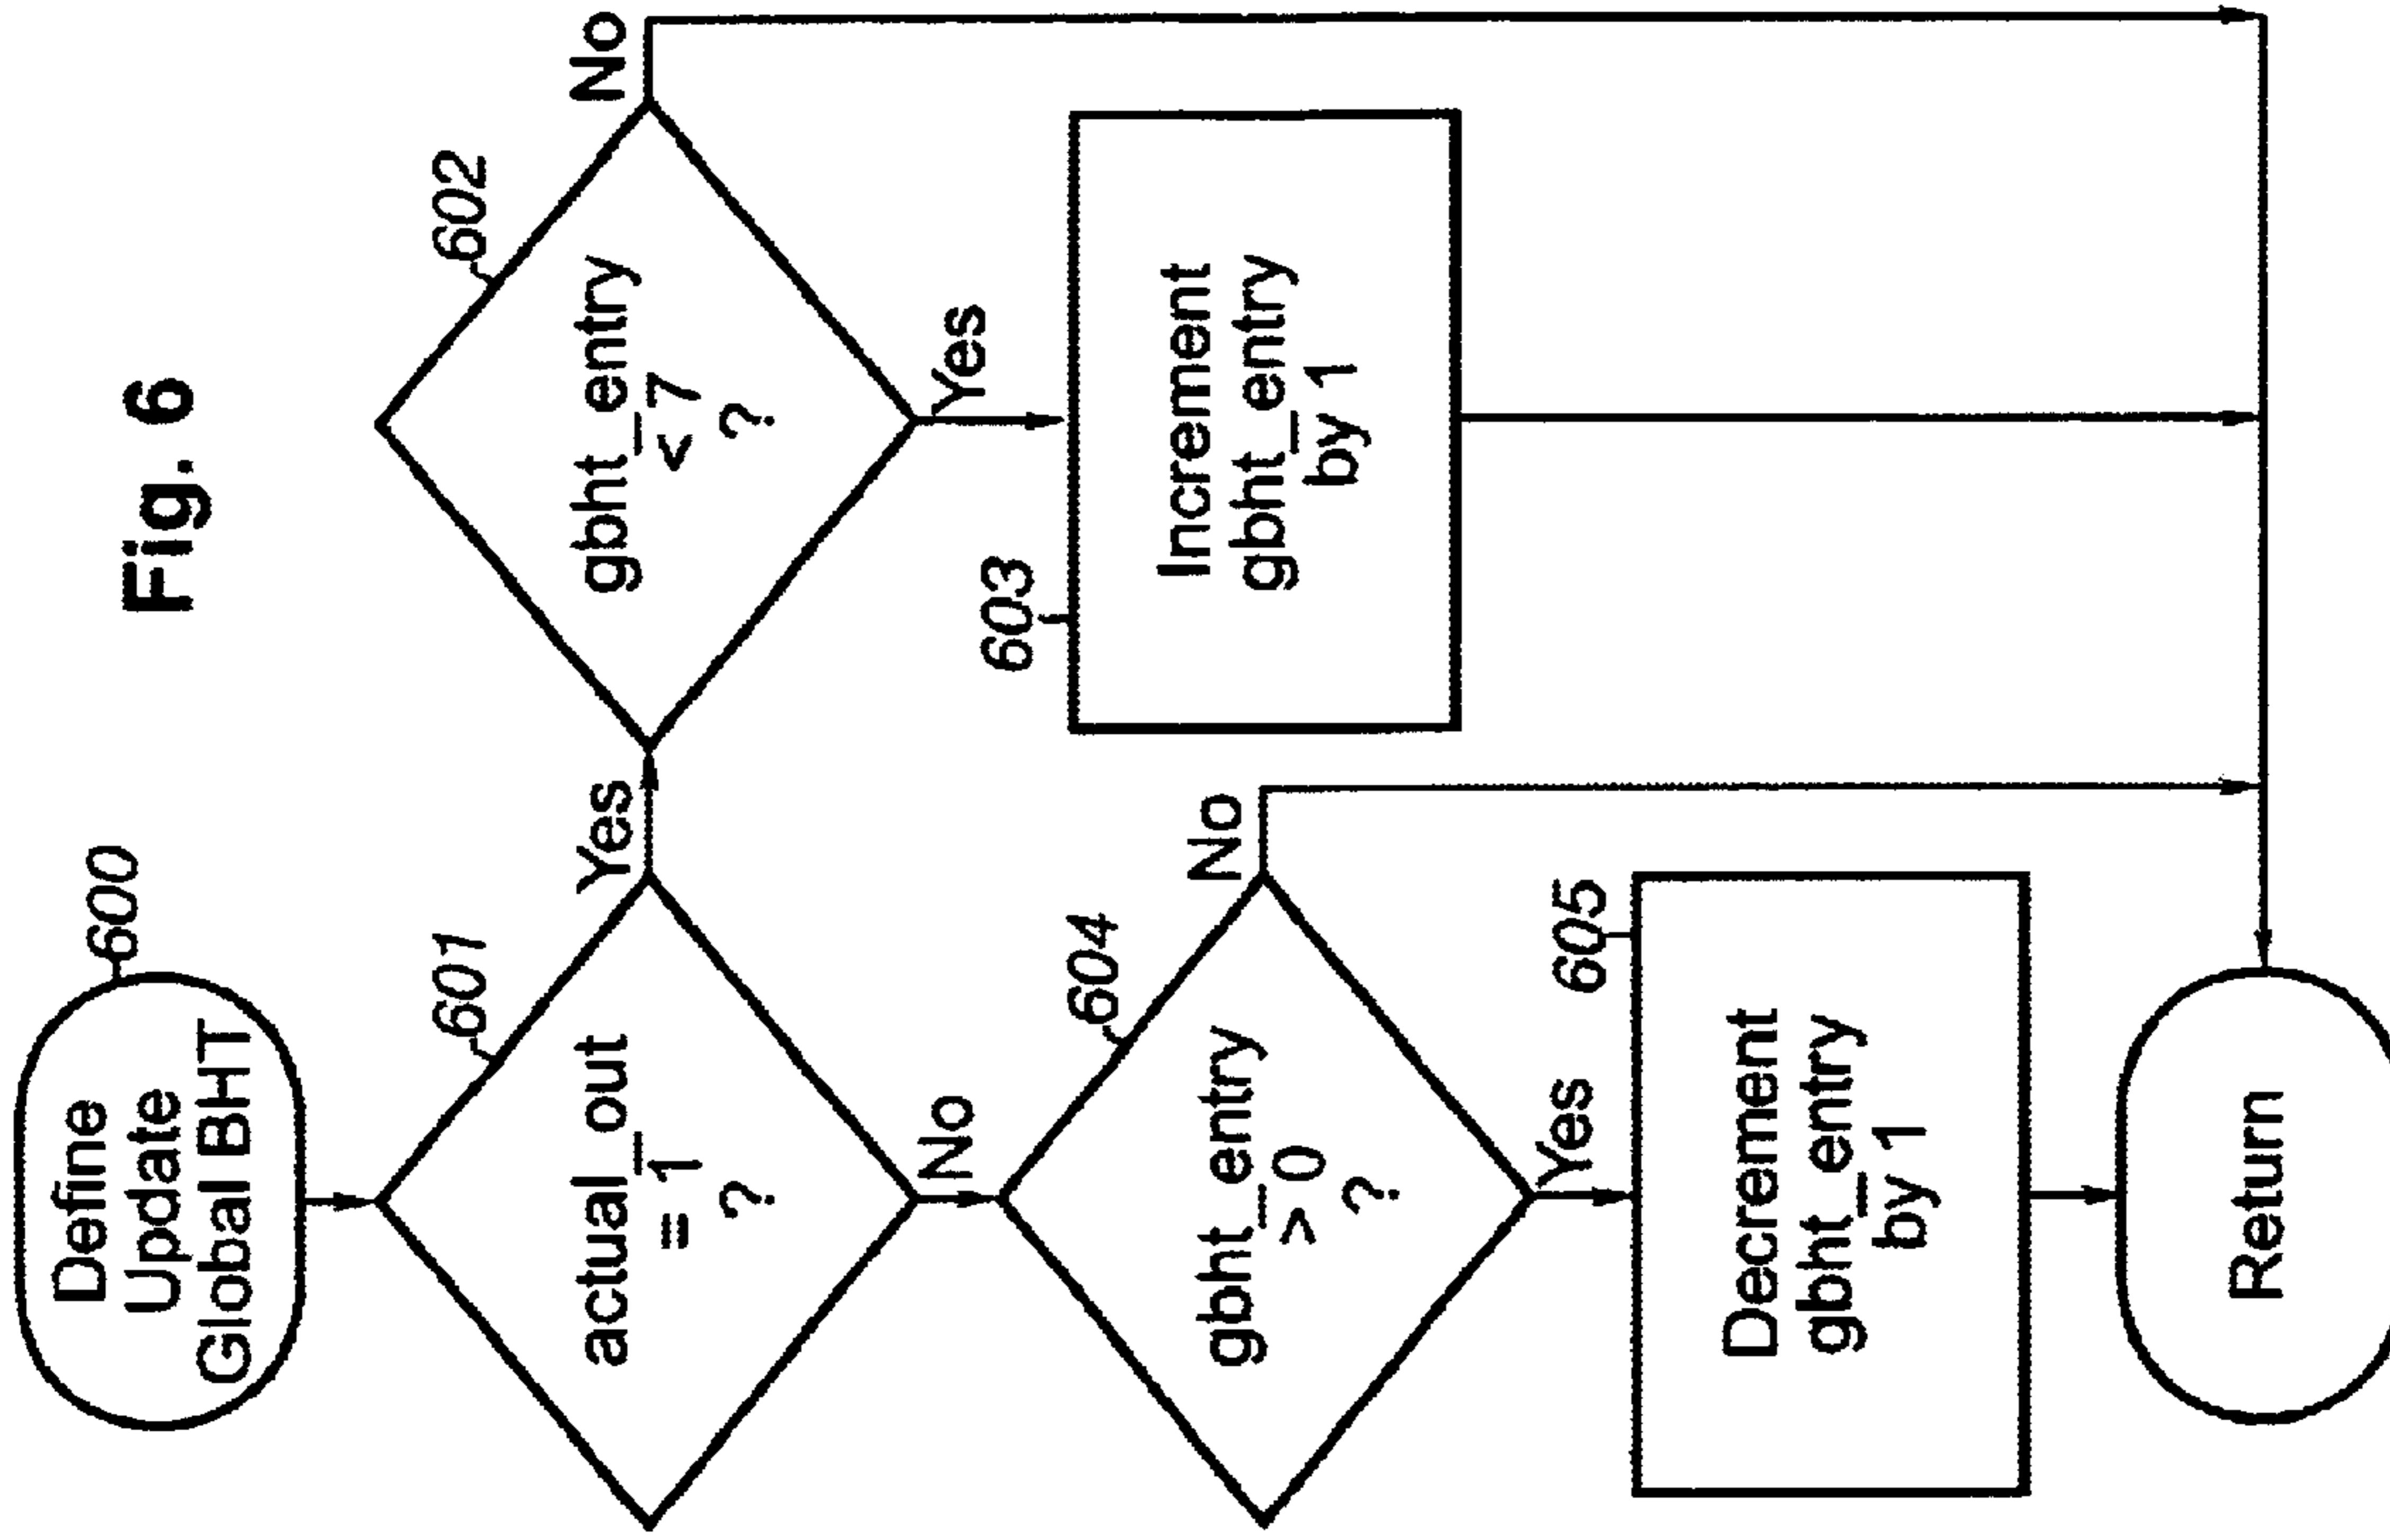 Fig. 6
Define
Update
Global BHT
600
actual_out
=1
?
601
Yes
No
gbht_entry
<7
?
602
No
Yes
603
Increment
gbht_entry
by 1
gbht_entry
>0
?
604
No
Yes
605
Decrement
gbht_entry
by 1
Return